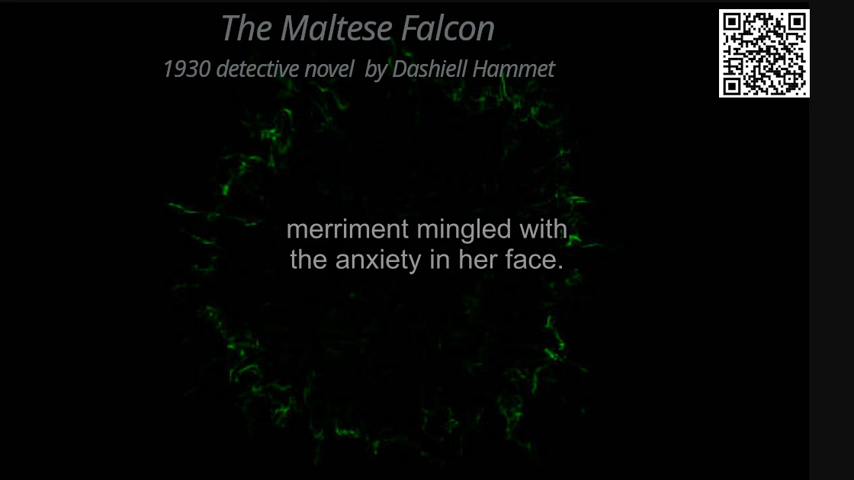 The Maltese Falcon
1930 detective novel by Dashiell Hammet
merriment mingled with
the anxiety in her face.